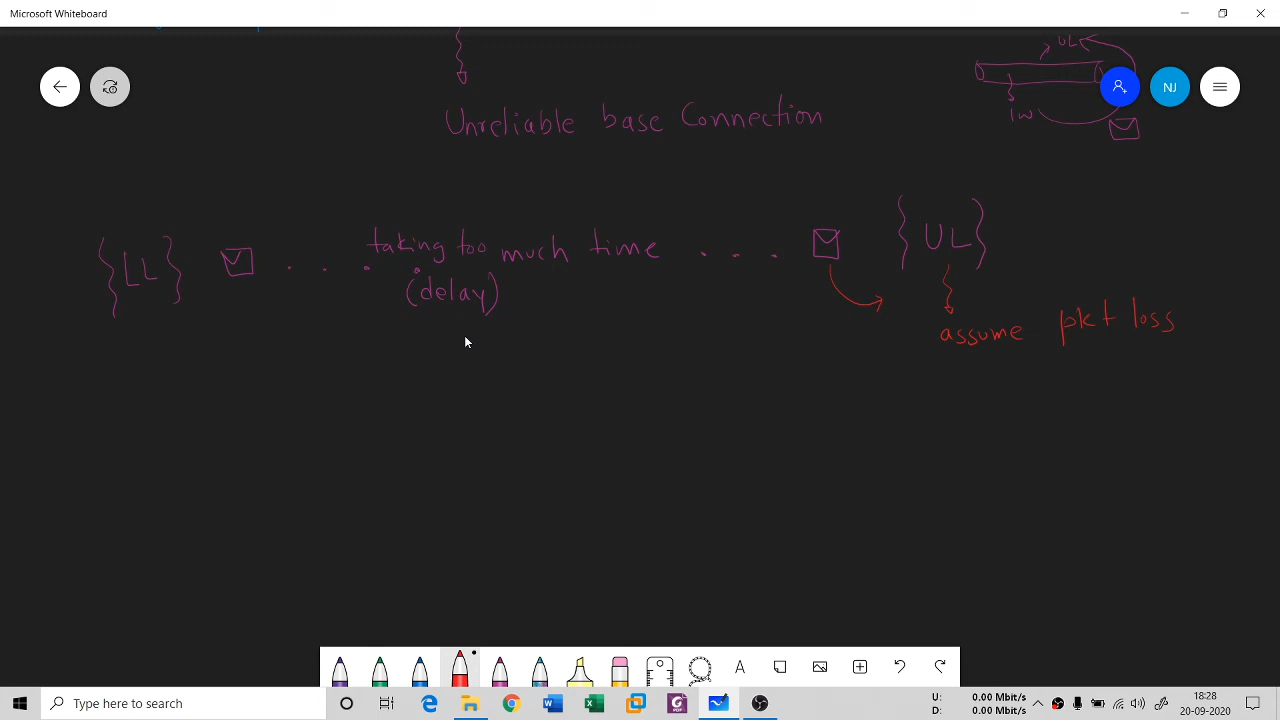 Microsoft Whiteboard
UL
NJ
1w
Unreliable base Connection
{LL} taking too much time {UL}
(delay)
assume pkt loss
A
Type here to search
U: 0.00 Mbit/s
D: 0.00 Mbit/s
18:28
20-09-2020